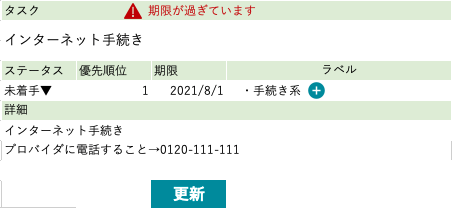 タスク 期限が過ぎています
インターネット手続き
ステータス 優先順位 期限 ラベル
未着手▼ 1 2021/8/1 ・手続き系
詳細
インターネット手続き
プロバイダに電話すること→0120-111-111
更新